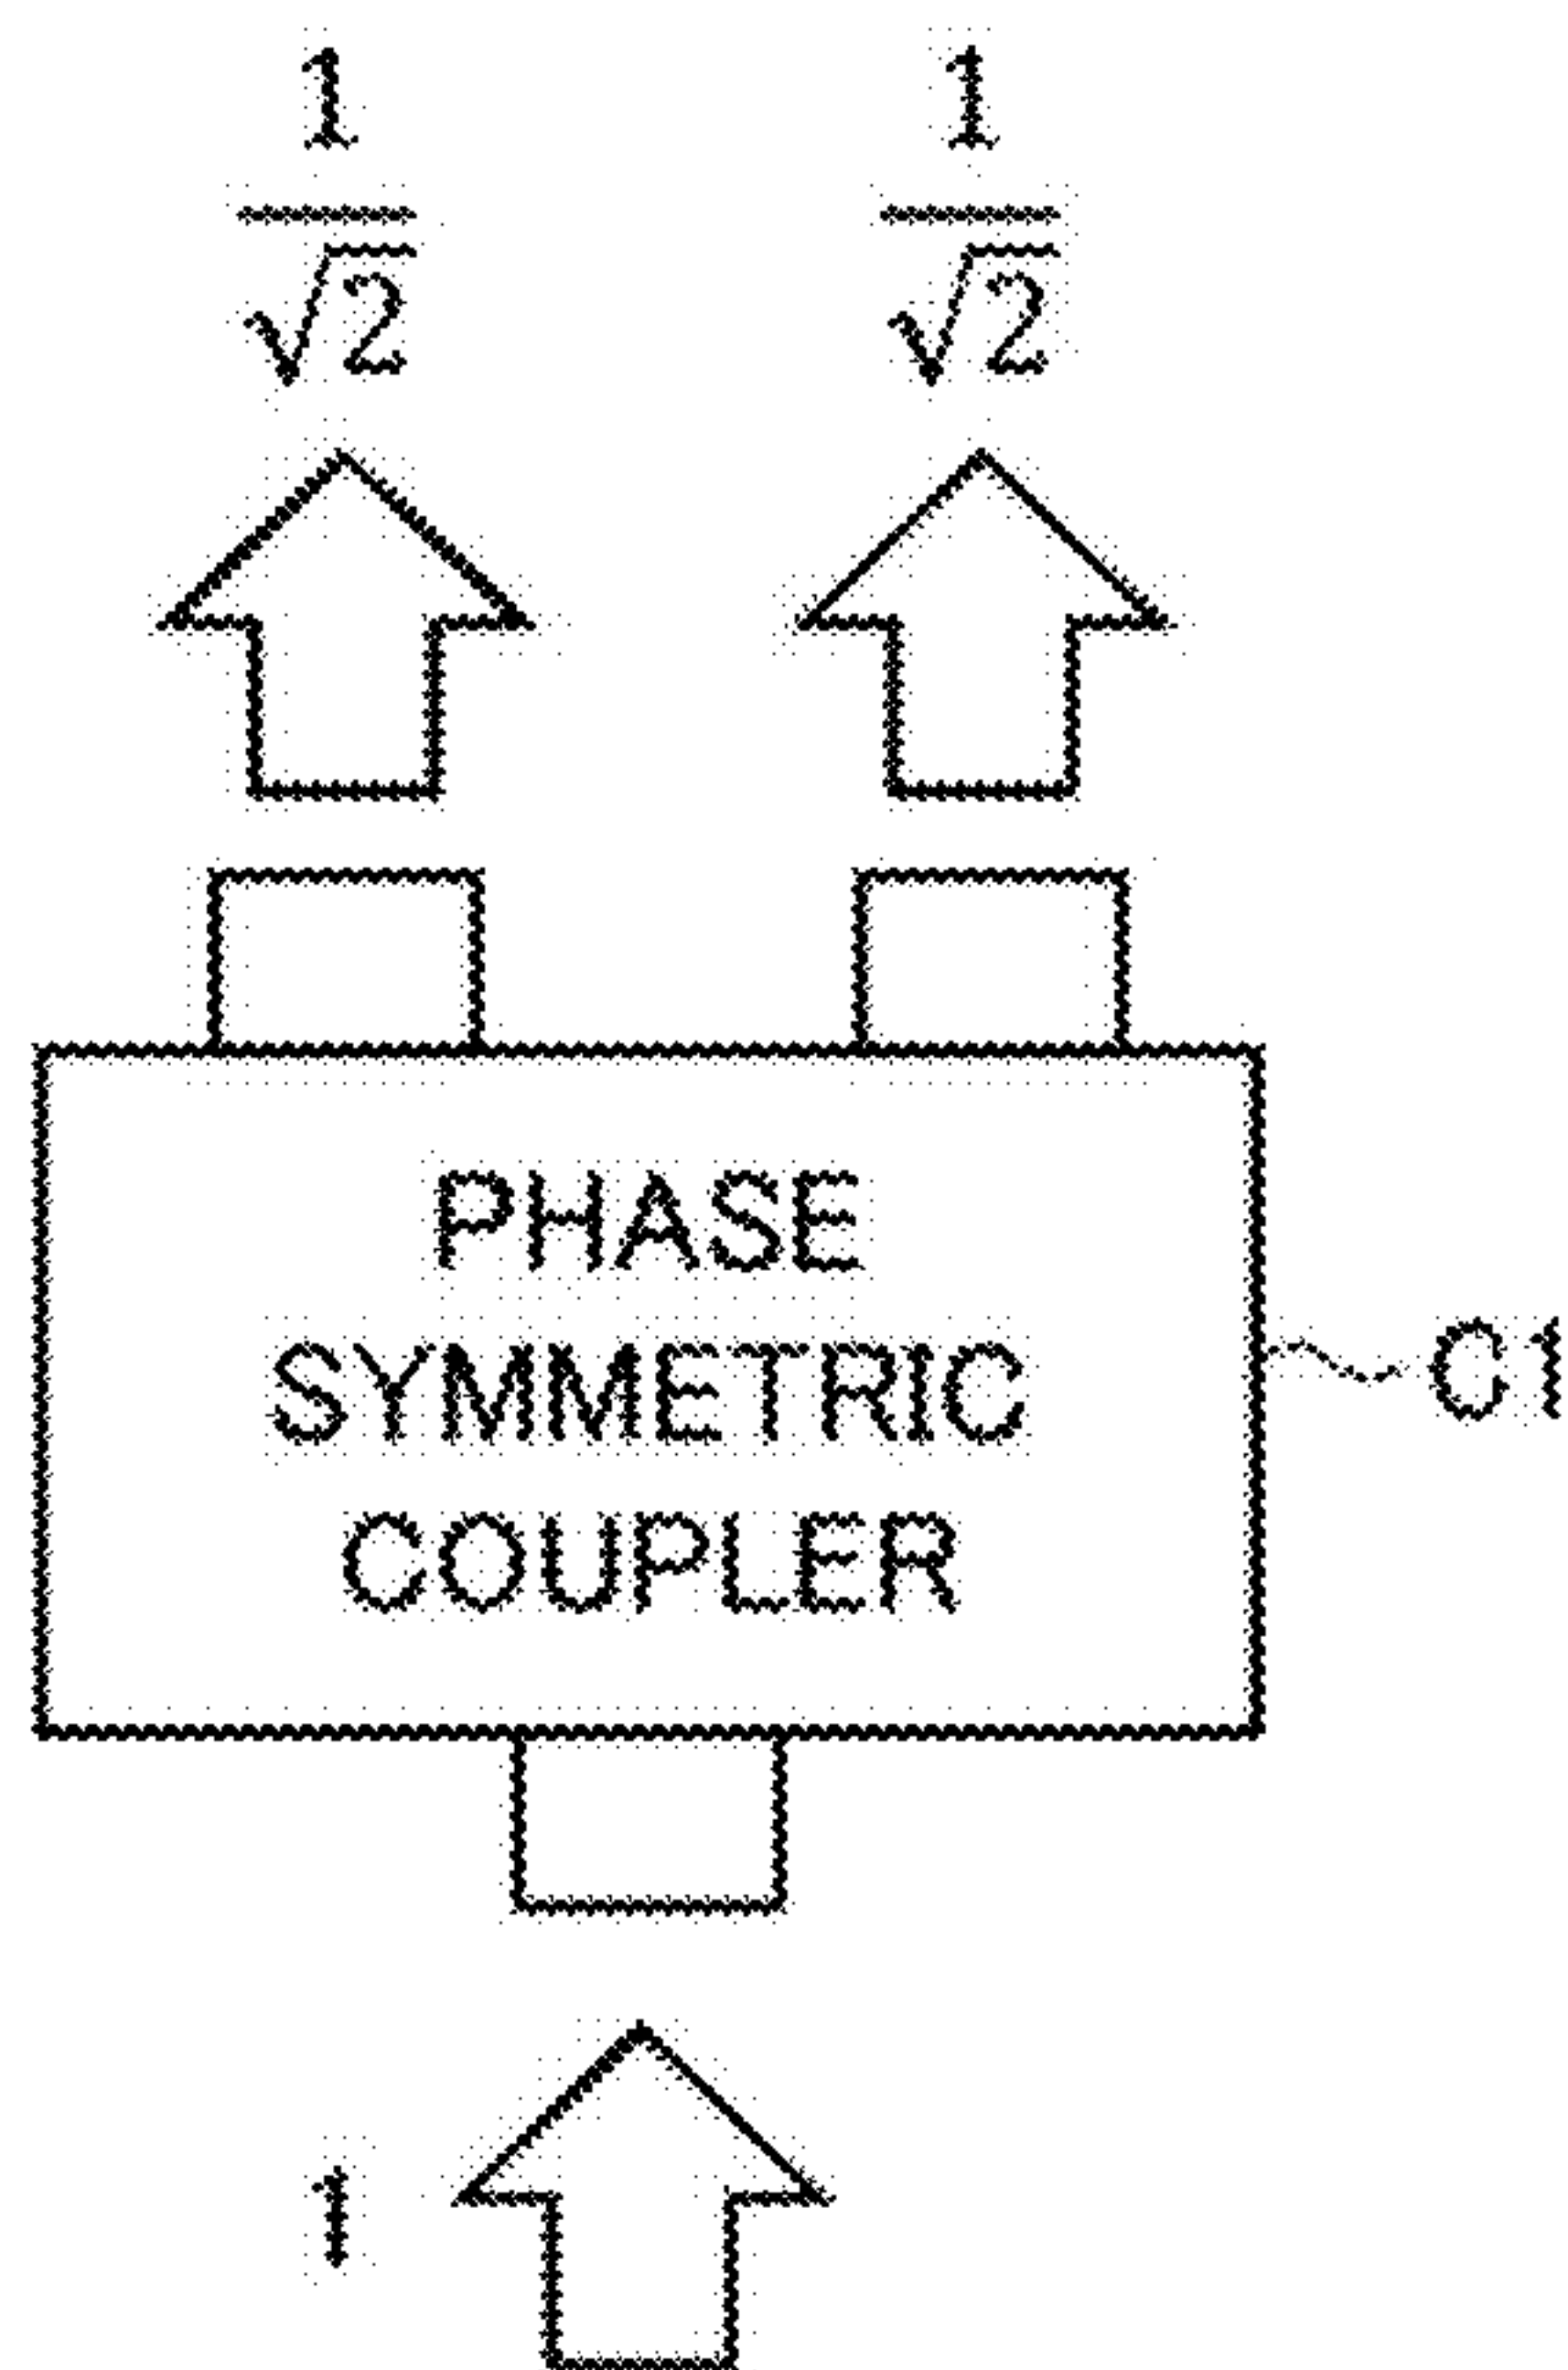 1 1
√2 √2
PHASE
SYMMETRIC
C1
COUPLER
1